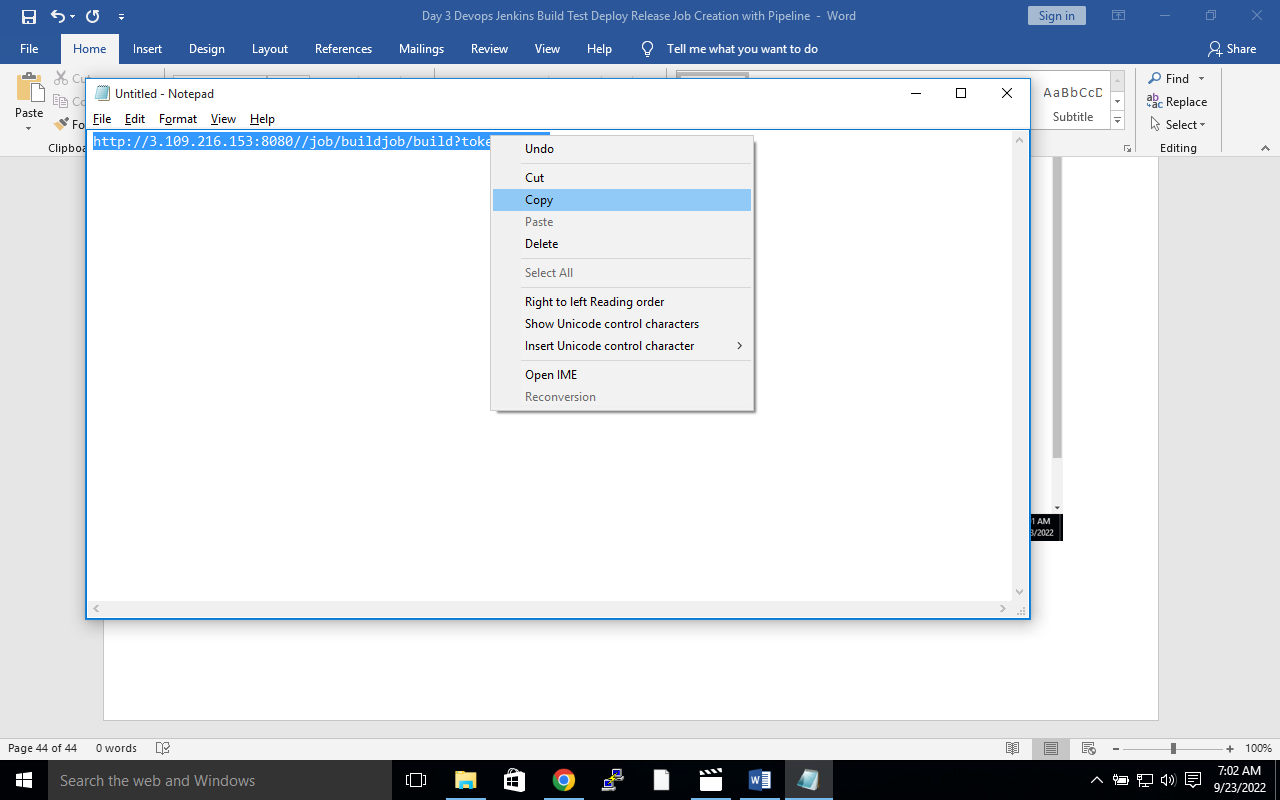 Day 3 Devops Jenkins Build Test Deploy Release Job Creation with Pipeline - Word
Sign in
File Home Insert Design Layout References Mailings Review View Help Tell me what you want to do Share
Paste
Clipbo
Untitled - Notepad
File Edit Format View Help
http://3.109.216.153:8080//job/buildjob/build?toke
Undo
Cut
Copy
Paste
Delete
Select All
Right to left Reading order
Show Unicode control characters
Insert Unicode control character
Open IME
Reconversion
AaBbCcD
Subtitle
Find
Replace
Select
Editing
1 AM
3/2022
Page 44 of 44 0 words
100%
Search the web and Windows
7:02 AM
9/23/2022